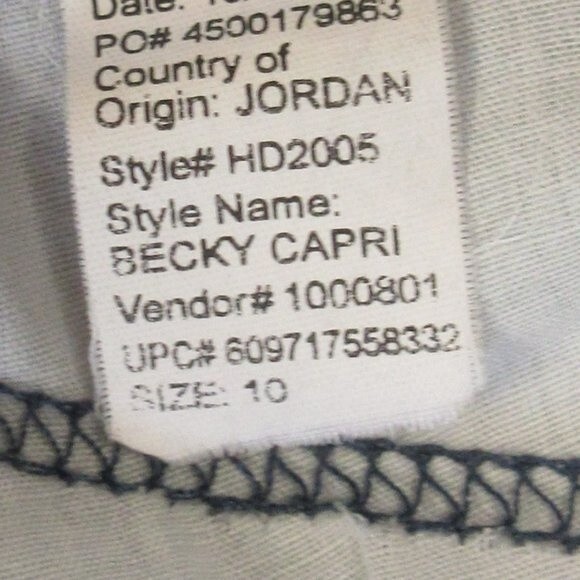 Date:
PO# 4500179863
Country of
Origin: JORDAN
Style# HD2005
Style Name:
BECKY CAPRI
Vendor# 1000801
UPC# 609717558332
SIZE: 10